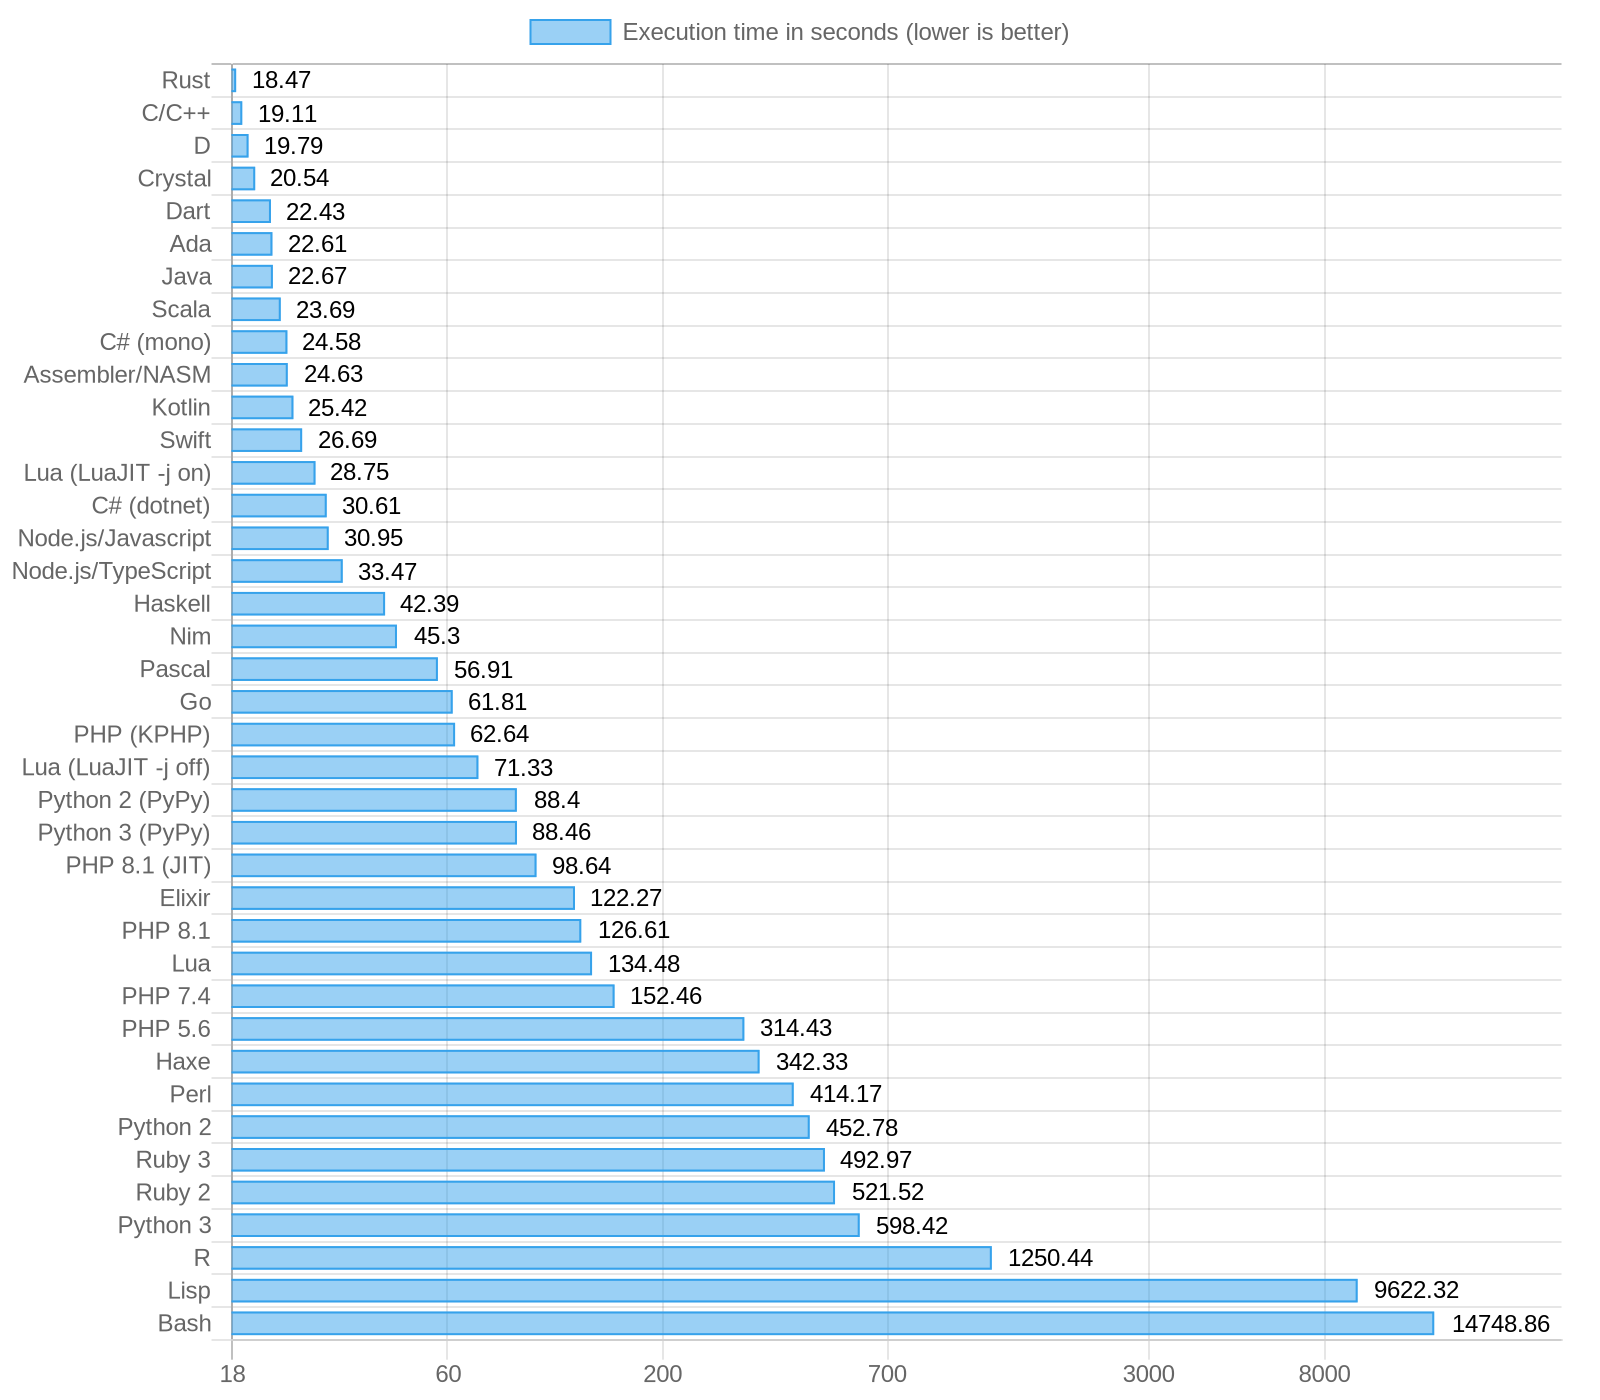 Execution time in seconds (lower is better)
Rust 18.47
C/C++ 19.11
D 19.79
Crystal 20.54
Dart 22.43
Ada 22.61
Java 22.67
Scala 23.69
C# (mono) 24.58
Assembler/NASM 24.63
Kotlin 25.42
Swift 26.69
Lua (LuaJIT -j on) 28.75
C# (dotnet) 30.61
Node.js/Javascript 30.95
Node.js/TypeScript 33.47
Haskell 42.39
Nim 45.3
Pascal 56.91
Go 61.81
PHP (KPHP) 62.64
Lua (LuaJIT -j off) 71.33
Python 2 (PyPy) 88.4
Python 3 (PyPy) 88.46
PHP 8.1 (JIT) 98.64
Elixir 122.27
PHP 8.1 126.61
Lua 134.48
PHP 7.4 152.46
PHP 5.6 314.43
Haxe 342.33
Perl 414.17
Python 2 452.78
Ruby 3 492.97
Ruby 2 521.52
Python 3 598.42
R 1250.44
Lisp 9622.32
Bash 14748.86
18 60 200 700 3000 8000